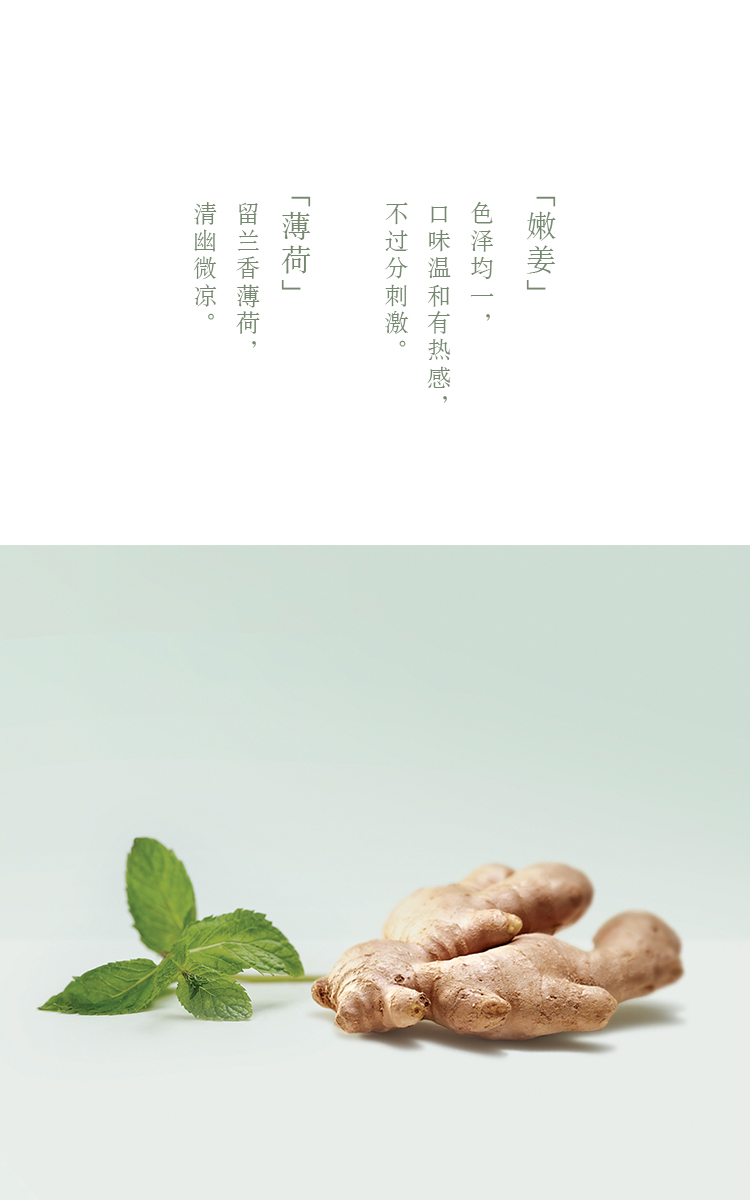 「嫩姜」
色泽均一，
口味温和有热感，
不过分刺激。
「薄荷」
留兰香薄荷，
清幽微凉。